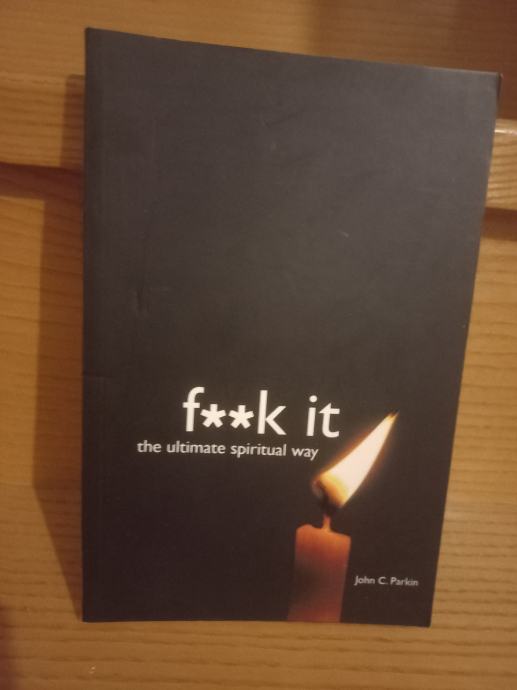 f**k it
the ultimate spiritual way
John C. Parkin